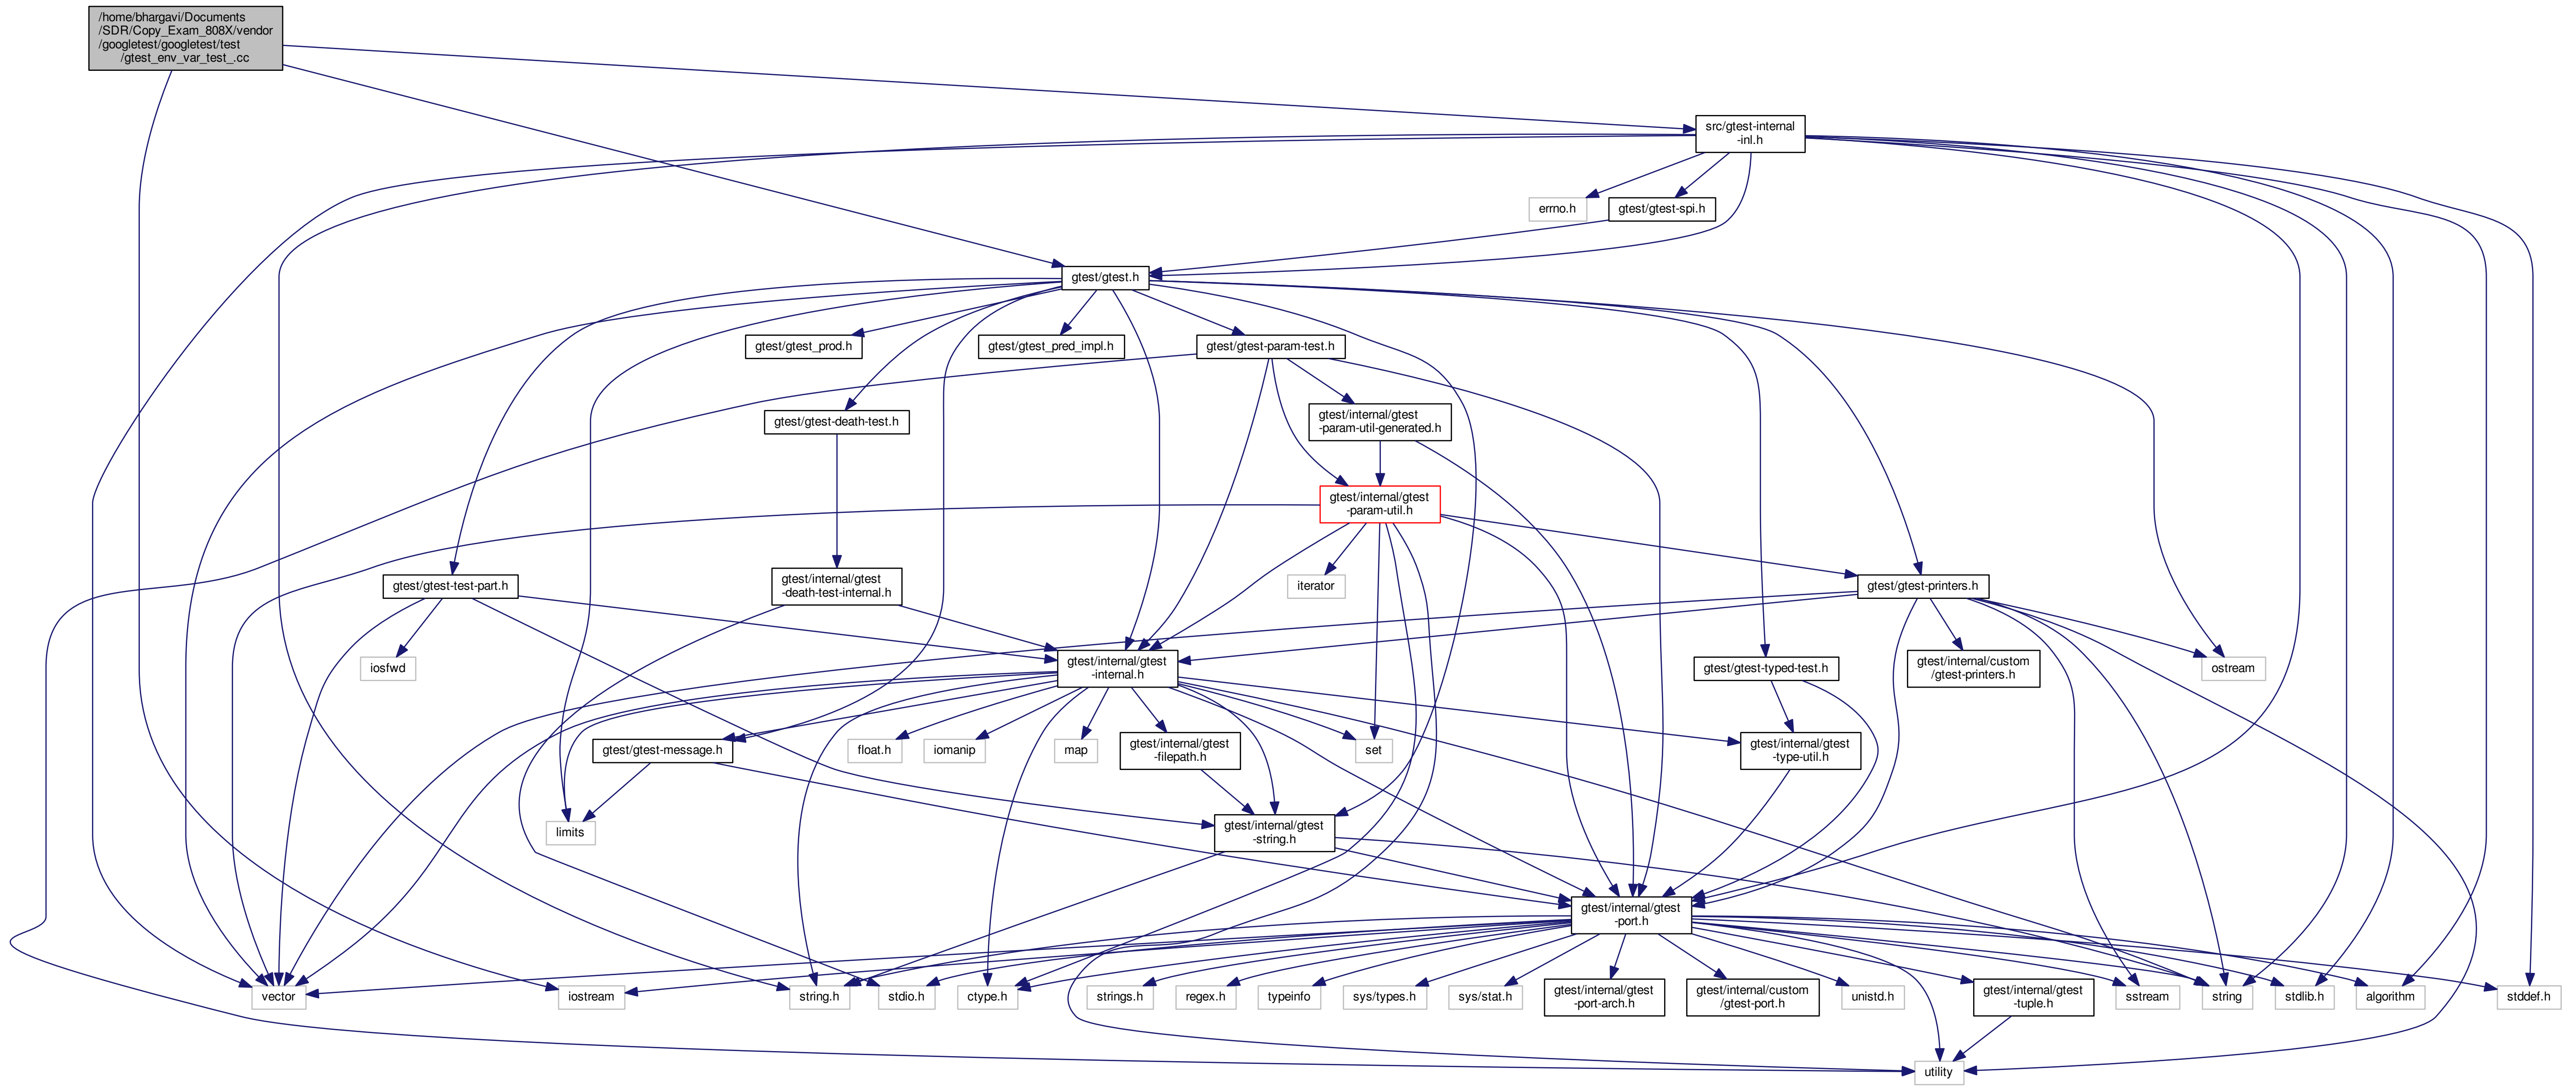 /home/bhargavi/Documents
/SDR/Copy_Exam_808X/vendor
/googletest/googletest/test
/gtest_env_var_test_.cc
src/gtest-internal
-inl.h
errno.h
gtest/gtest-spi.h
gtest/gtest.h
gtest/gtest_prod.h
gtest/gtest_pred_impl.h
gtest/gtest-param-test.h
gtest/gtest-death-test.h
gtest/internal/gtest
-param-util-generated.h
gtest/internal/gtest
-param-util.h
gtest/gtest-test-part.h
gtest/internal/gtest
-death-test-internal.h
iterator
gtest/gtest-printers.h
iosfwd
gtest/internal/gtest
-internal.h
gtest/gtest-typed-test.h
gtest/internal/custom
/gtest-printers.h
ostream
gtest/gtest-message.h
float.h
iomanip
map
gtest/internal/gtest
-filepath.h
set
gtest/internal/gtest
-type-util.h
limits
gtest/internal/gtest
-string.h
gtest/internal/gtest
-port.h
vector
iostream
string.h
stdio.h
ctype.h
strings.h
regex.h
typeinfo
sys/types.h
sys/stat.h
gtest/internal/gtest
-port-arch.h
gtest/internal/custom
/gtest-port.h
unistd.h
gtest/internal/gtest
-tuple.h
sstream
string
stdlib.h
algorithm
stddef.h
utility